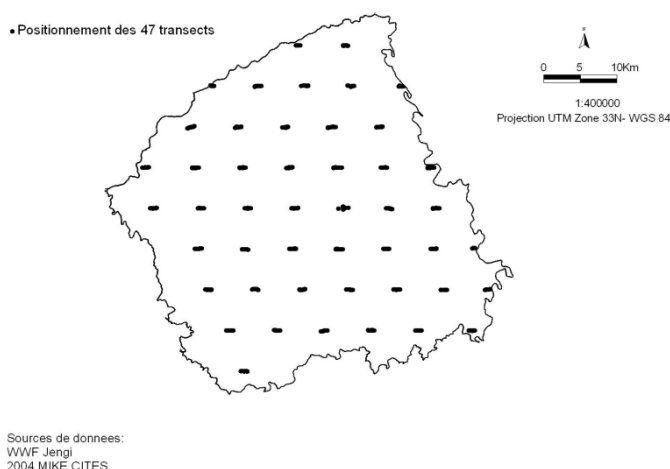 Positionnement des 47 transects
N
0 5 10Km
1:400000
Projection UTM Zone 33N- WGS 84
Sources de donnees:
WWF Jengi
2004 MIKE CITES